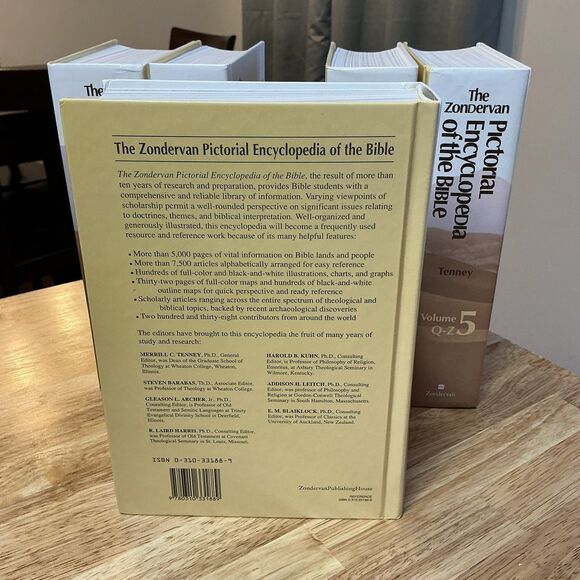 The
The Zondervan Pictorial Encyclopedia of the Bible
The Zondervan Pictorial Encyclopedia of the Bible, the result of more than
ten years of research and preparation, provides Bible students with a
comprehensive and reliable library of information. Varying viewpoints of
scholarship permit a well-rounded perspective on significant issues relating
to doctrines, themes, and biblical interpretation. Well-organized and
generously illustrated, this encyclopedia will become a frequently used
resource and reference work because of its many helpful features:
• More than 5,000 pages of vital information on Bible lands and people
• More than 7,500 articles alphabetically arranged for easy reference
• Hundreds of full-color and black-and-white illustrations, charts, and graphs
• Thirty-two pages of full-color maps and hundreds of black-and-white
outline maps for quick perspective and ready reference
• Scholarly articles ranging across the entire spectrum of theological and
biblical topics, backed by recent archaeological discoveries
• Two hundred and thirty-eight contributors from around the world
The editors have brought to this encyclopedia the fruit of many years of
study and research:
MERRILL C. TENNEY, Ph.D., General
Editor, was Dean of the Graduate School of
Theology at Wheaton College, Wheaton,
Illinois.
STEVEN BARABAS, Th.D., Associate Editor,
was Professor of Theology at Wheaton College.
GLEASON L. ARCHER, Jr., Ph.D.,
Consulting Editor, is Professor of Old
Testament and Semitic Languages at Trinity
Evangelical Divinity School in Deerfield,
Illinois.
R. LAIRD HARRIS, Ph.D., Consulting Editor,
was Professor of Old Testament at Covenant
Theological Seminary in St. Louis, Missouri.
HAROLD B. KUHN, Ph.D., Consulting
Editor, is Professor of Philosophy of Religion,
Emeritus, at Asbury Theological Seminary in
Wilmore, Kentucky.
ADDISON H. LEITCH, Ph.D., Consulting
Editor, was Professor of Philosophy and
Religion at Gordon-Conwell Theological
Seminary in South Hamilton, Massachusetts.
E. M. BLAIKLOCK, Ph.D., Consulting
Editor, was Professor of Classics at the
University of Auckland, New Zealand.
ISBN 0-310-33188-9
9 780310 331889
ZondervanPublishingHouse
REFERENCE
ISBN 0-310-33188-9
The
Zondervan
Pictorial
Encyclopedia
of the Bible
Tenney
Volume 5
Q-Z
Zondervan